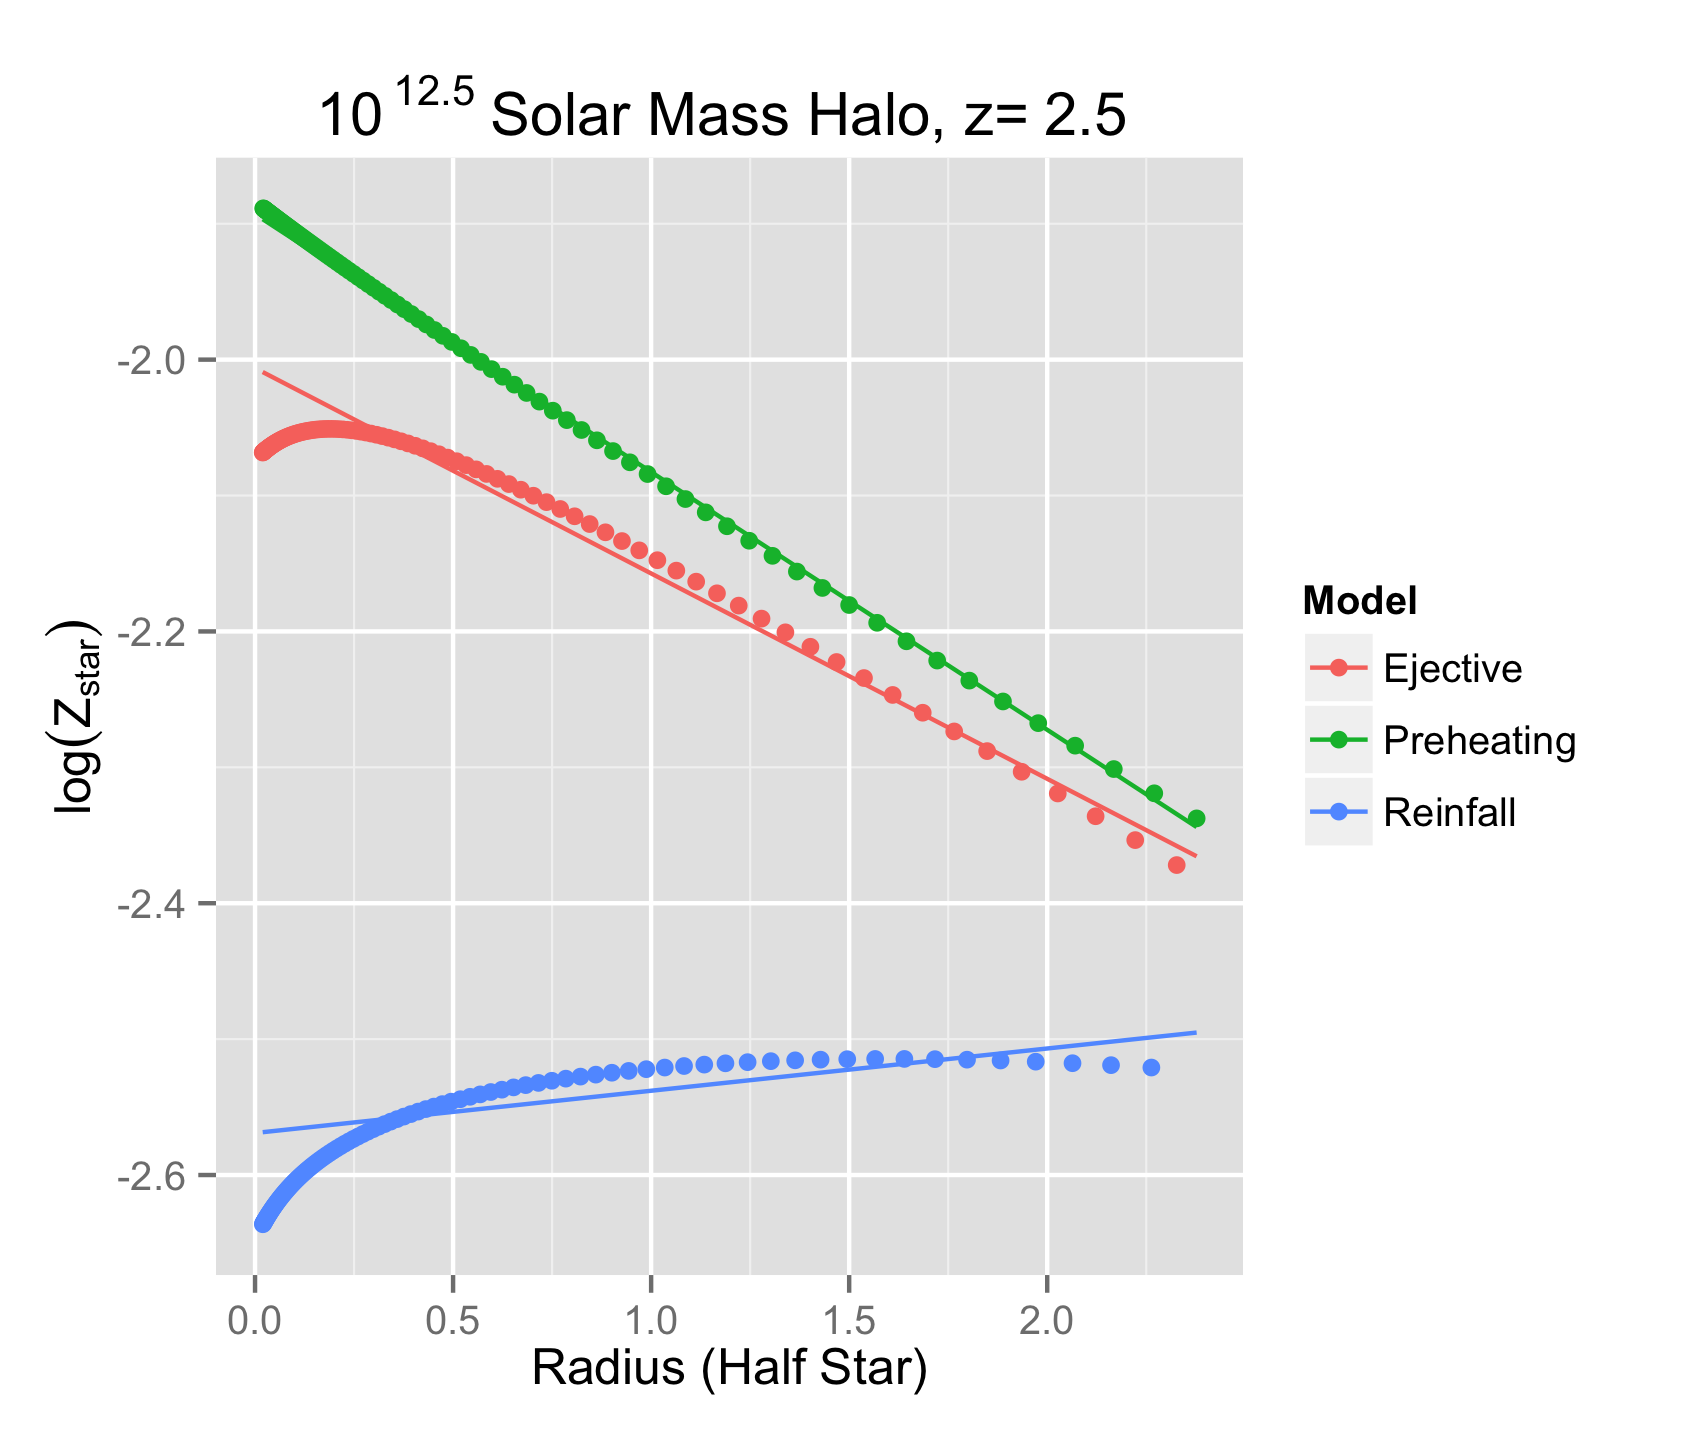 10^12.5 Solar Mass Halo, z= 2.5
log(Z_star)
-2.0
-2.2
-2.4
-2.6
0.0 0.5 1.0 1.5 2.0
Radius (Half Star)
Model
Ejective
Preheating
Reinfall